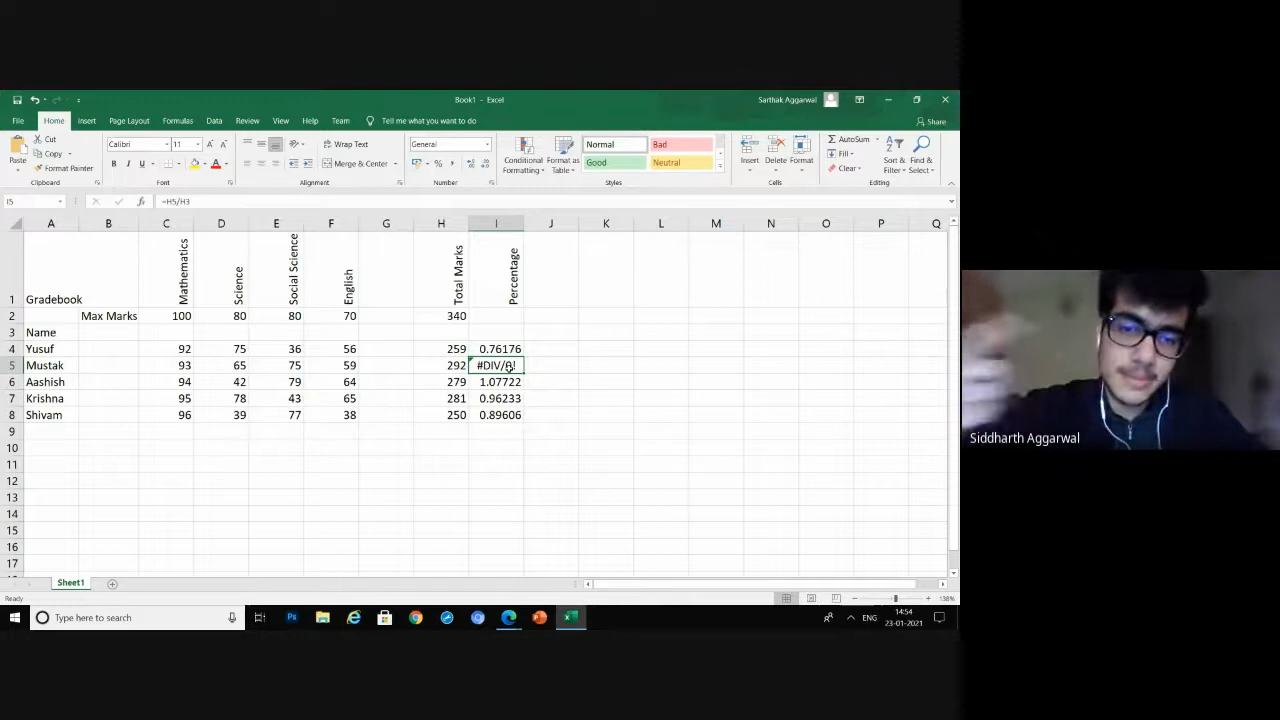 Book1 - Excel
Sarthak Aggarwal
File Home Insert Page Layout Formulas Data Review View Help Team Tell me what you want to do Share
Paste
Cut
Copy
Format Painter
Clipboard
Calibri 11
B I U
Font
Wrap Text
Merge & Center
Alignment
General
% ,
Number
Conditional Formatting
Format as Table
Normal Bad
Good Neutral
Styles
Insert Delete Format
Cells
AutoSum
Fill
Clear
Sort & Filter
Find & Select
Editing
I5 fx =H5/H3
A B C D E F G H I J K L M N O P Q
1 Gradebook Mathematics Science Social Science English Total Marks Percentage
2 Max Marks 100 80 80 70 340
3 Name
4 Yusuf 92 75 36 56 259 0.76176
5 Mustak 93 65 75 59 292 #DIV/0!
6 Aashish 94 42 79 64 279 1.07722
7 Krishna 95 78 43 65 281 0.96233
8 Shivam 96 39 77 38 250 0.89606
9
10
11
12
13
14
15
16
17
Sheet1
Ready 138%
Type here to search
ENG
14:54
23-01-2021
Siddharth Aggarwal